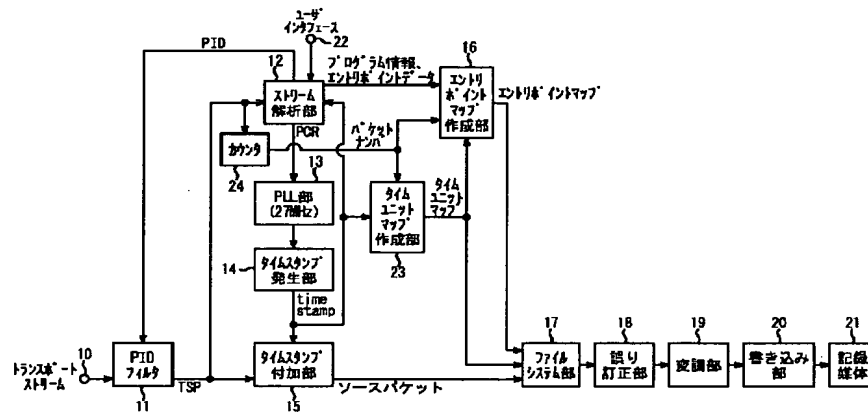 ユーザ
インタフェース
22
PID
12
ストリーム
解析部
プログラム情報、
エントリポイントデータ
16
エントリ
ポイント
マップ
作成部
エントリポイントマップ
PCR
パケット
ナンバ
カウンタ
24
13
PLL部
(27MHz)
タイム
ユニット
マップ
作成部
23
タイム
ユニット
マップ
14
タイムスタンプ
発生部
time
stamp
トランスポート
ストリーム
10
PID
フィルタ
11
TSP
タイムスタンプ
付加部
15
ソースパケット
17
ファイル
システム部
18
誤り
訂正部
19
変調部
20
書き込み
部
21
記録
媒体